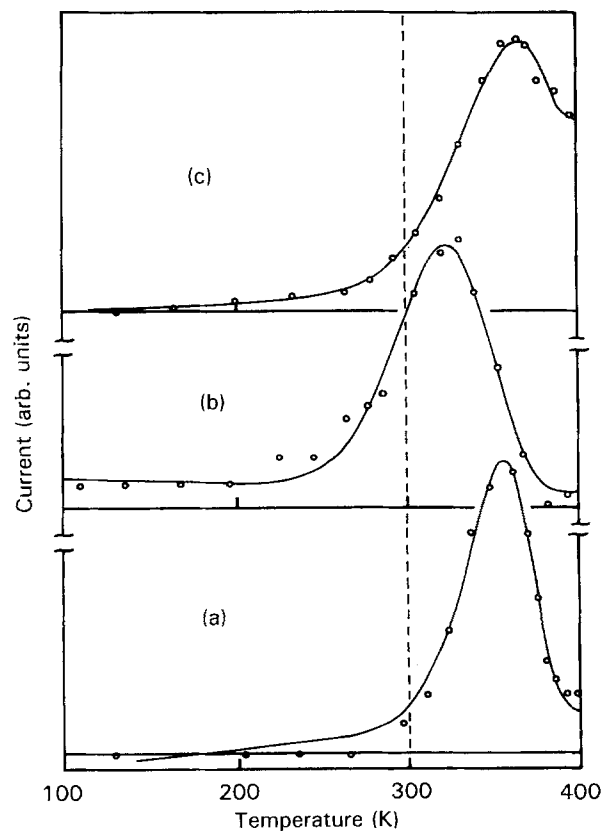 (c)
(b)
(a)
Current (arb. units)
100 200 300 400
Temperature (K)